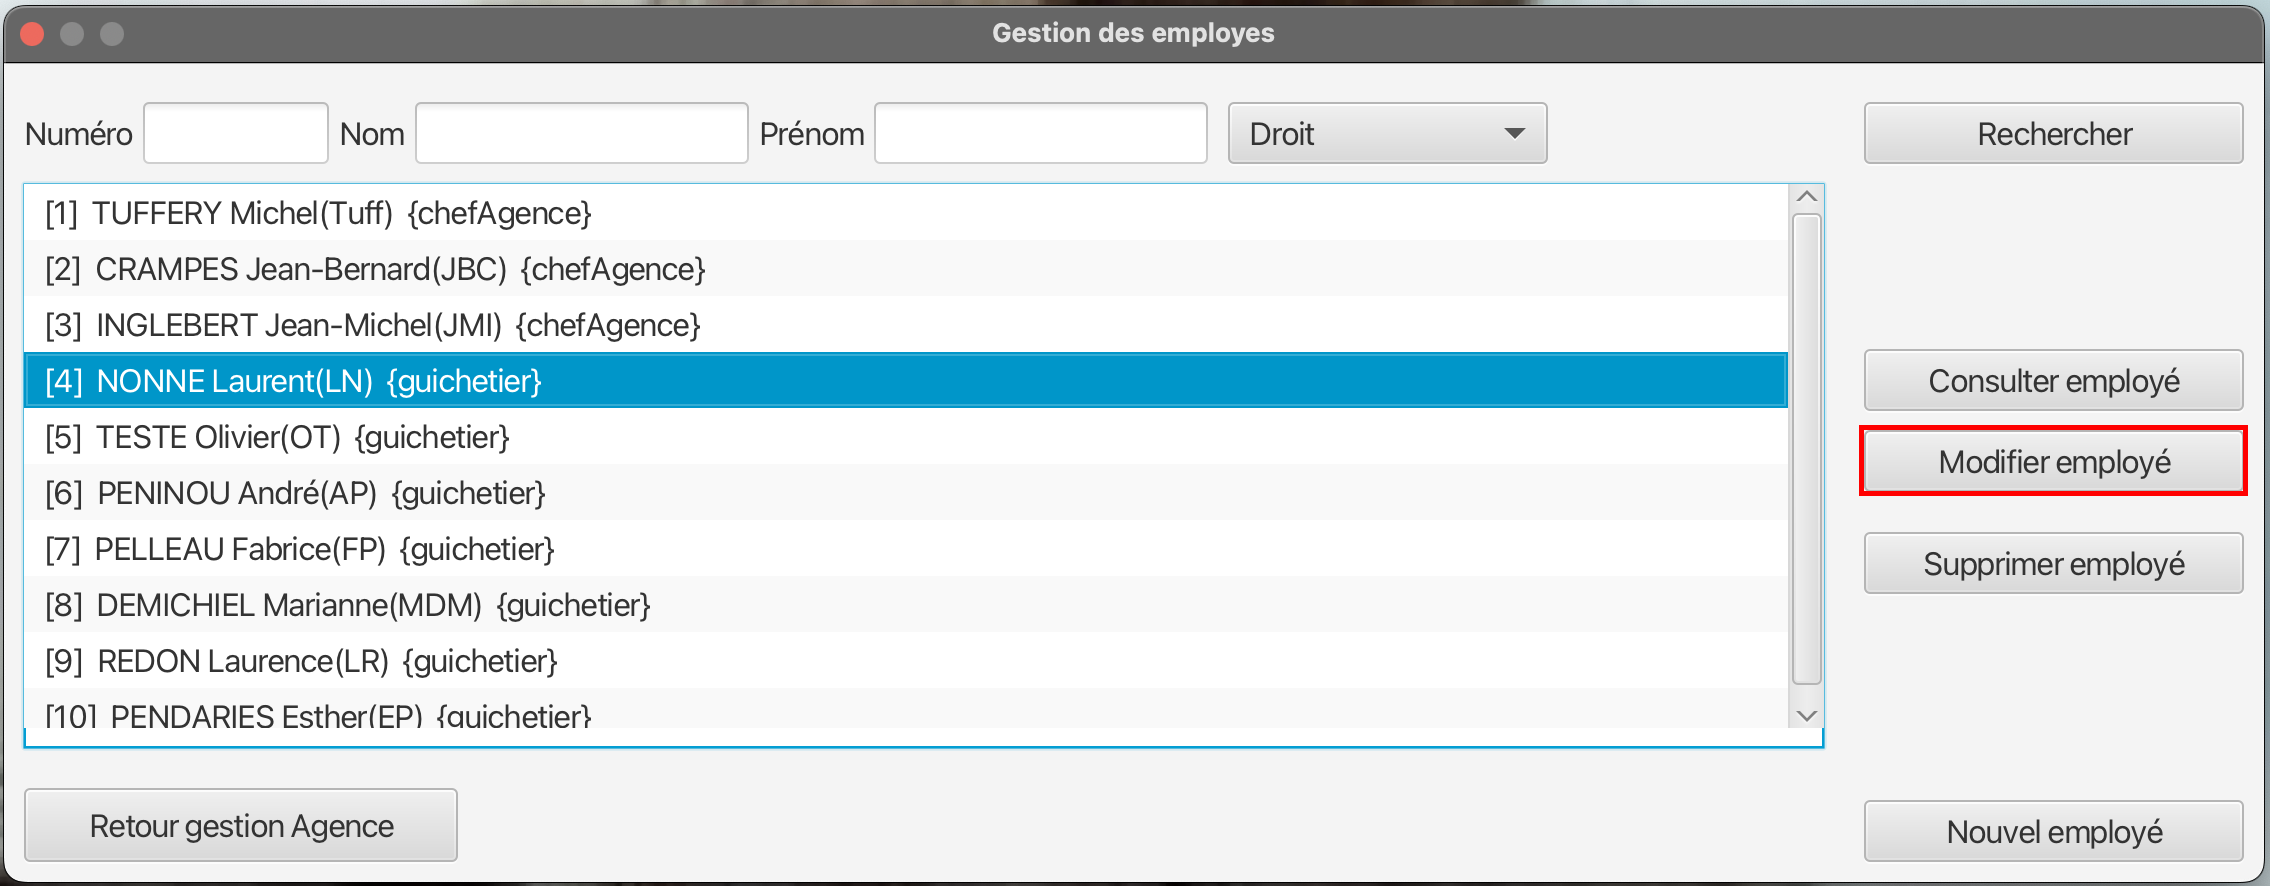 Gestion des employes
Numéro Nom Prénom Droit Rechercher
[1] TUFFERY Michel(Tuff) {chefAgence}
[2] CRAMPES Jean-Bernard(JBC) {chefAgence}
[3] INGLEBERT Jean-Michel(JMI) {chefAgence}
[4] NONNE Laurent(LN) {guichetier}
[5] TESTE Olivier(OT) {guichetier}
[6] PENINOU André(AP) {guichetier}
[7] PELLEAU Fabrice(FP) {guichetier}
[8] DEMICHIEL Marianne(MDM) {guichetier}
[9] REDON Laurence(LR) {guichetier}
[10] PENDARIES Esther(EP) {guichetier}
Consulter employé
Modifier employé
Supprimer employé
Retour gestion Agence
Nouvel employé